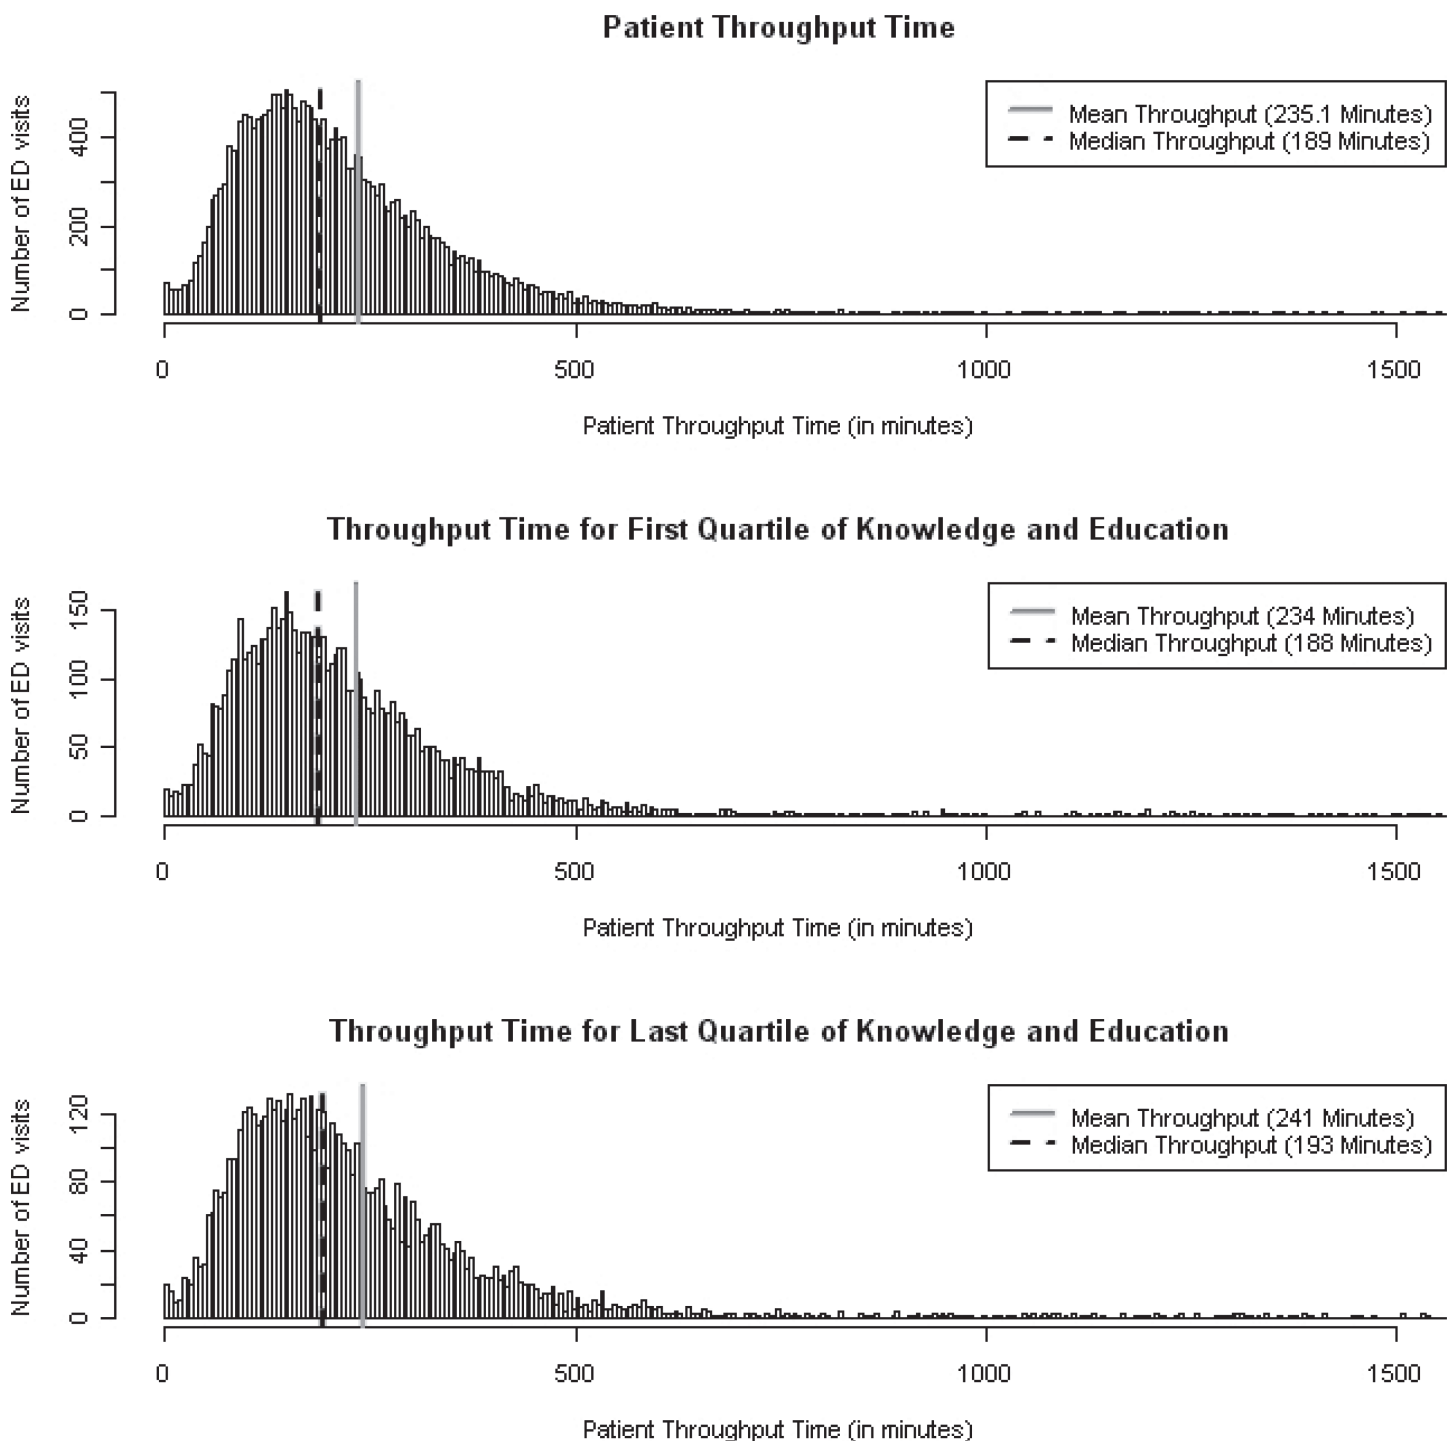 Patient Throughput Time
Number of ED visits
400
200
0
Mean Throughput (235.1 Minutes)
Median Throughput (189 Minutes)
0 500 1000 1500
Patient Throughput Time (in minutes)
Throughput Time for First Quartile of Knowledge and Education
Number of ED visits
150
100
50
0
Mean Throughput (234 Minutes)
Median Throughput (188 Minutes)
0 500 1000 1500
Patient Throughput Time (in minutes)
Throughput Time for Last Quartile of Knowledge and Education
Number of ED visits
120
80
40
0
Mean Throughput (241 Minutes)
Median Throughput (193 Minutes)
0 500 1000 1500
Patient Throughput Time (in minutes)